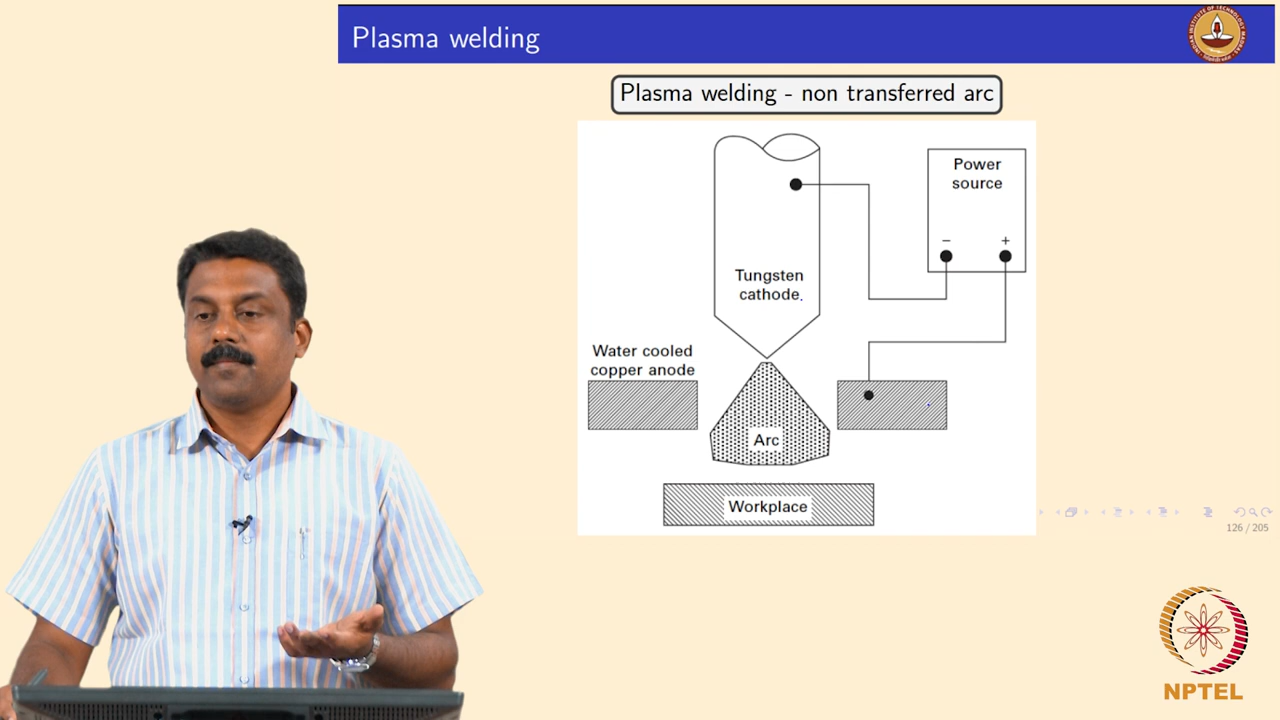 Plasma welding
Plasma welding - non transferred arc
Power
source
− +
Tungsten
cathode.
Water cooled
copper anode
Arc
Workplace
126 / 205
NPTEL